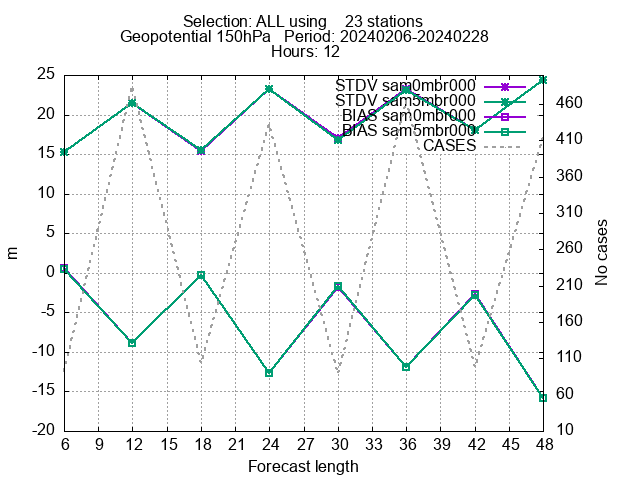 Selection: ALL using    23 stations
Geopotential 150hPa   Period: 20240206-20240228
Hours: 12
STDV sam0mbr000
STDV sam5mbr000
BIAS sam0mbr000
BIAS sam5mbr000
CASES
25
20
15
10
5
0
-5
-10
-15
-20
m
460
410
360
310
260
210
160
110
60
10
No cases
6 9 12 15 18 21 24 27 30 33 36 39 42 45 48
Forecast length